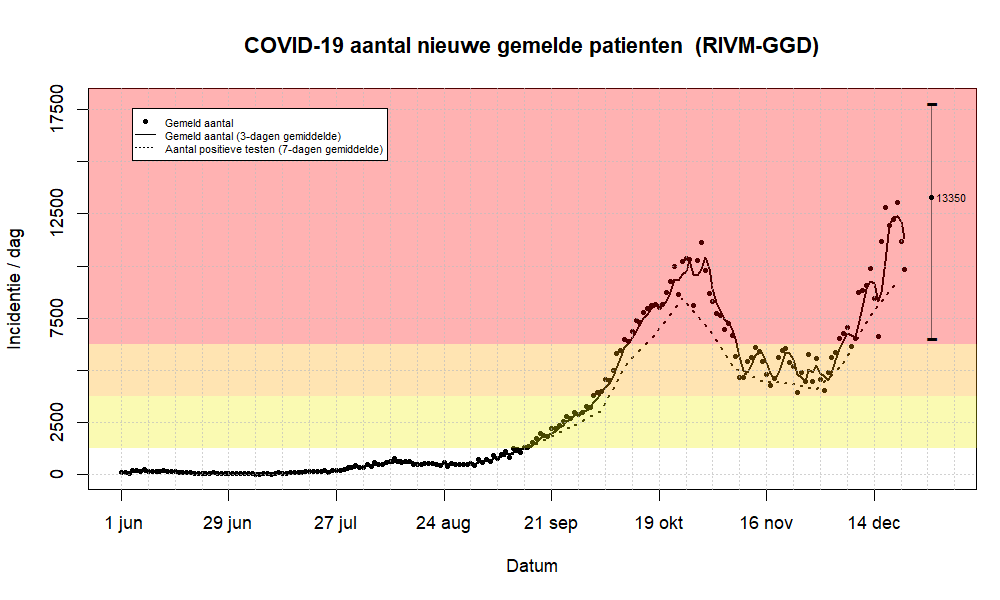 COVID-19 aantal nieuwe gemelde patienten  (RIVM-GGD)
Gemeld aantal
Gemeld aantal (3-dagen gemiddelde)
Aantal positieve testen (7-dagen gemiddelde)
Incidentie / dag
17500
12500
7500
2500
0
13350
1 jun 29 jun 27 jul 24 aug 21 sep 19 okt 16 nov 14 dec
Datum